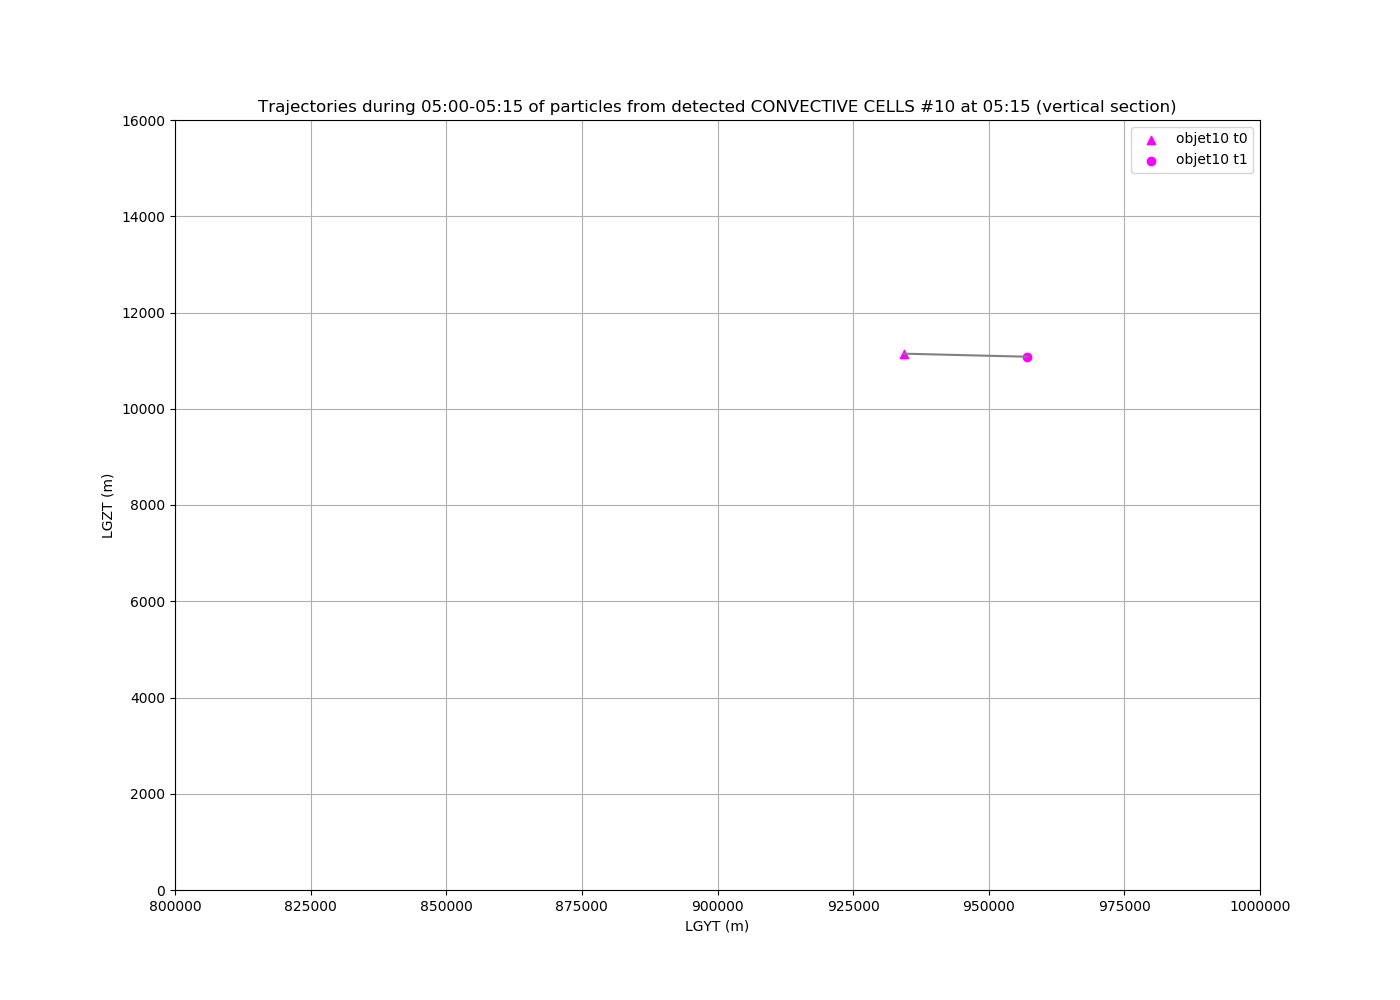 Trajectories during 05:00-05:15 of particles from detected CONVECTIVE CELLS #10 at 05:15 (vertical section)
objet10 t0
objet10 t1
16000
14000
12000
10000
8000
6000
4000
2000
0
LGZT (m)
800000 825000 850000 875000 900000 925000 950000 975000 1000000
LGYT (m)